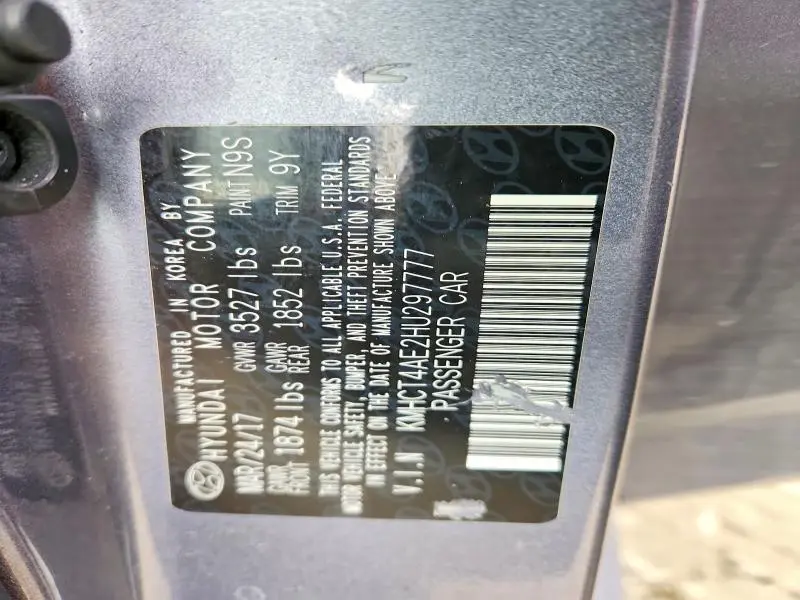 MANUFACTURED IN KOREA BY
HYUNDAI MOTOR COMPANY
MAR/24/17 GVWR 3527 lbs PAINT N9S
GAWR FRONT 1874 lbs GAWR REAR 1852 lbs TRIM 9Y
THIS VEHICLE CONFORMS TO ALL APPLICABLE U.S.A. FEDERAL
MOTOR VEHICLE SAFETY, BUMPER, AND THEFT PREVENTION STANDARDS
IN EFFECT ON THE DATE OF MANUFACTURE SHOWN ABOVE
V.I.N KMHCT4AE2HU297777
PASSENGER CAR